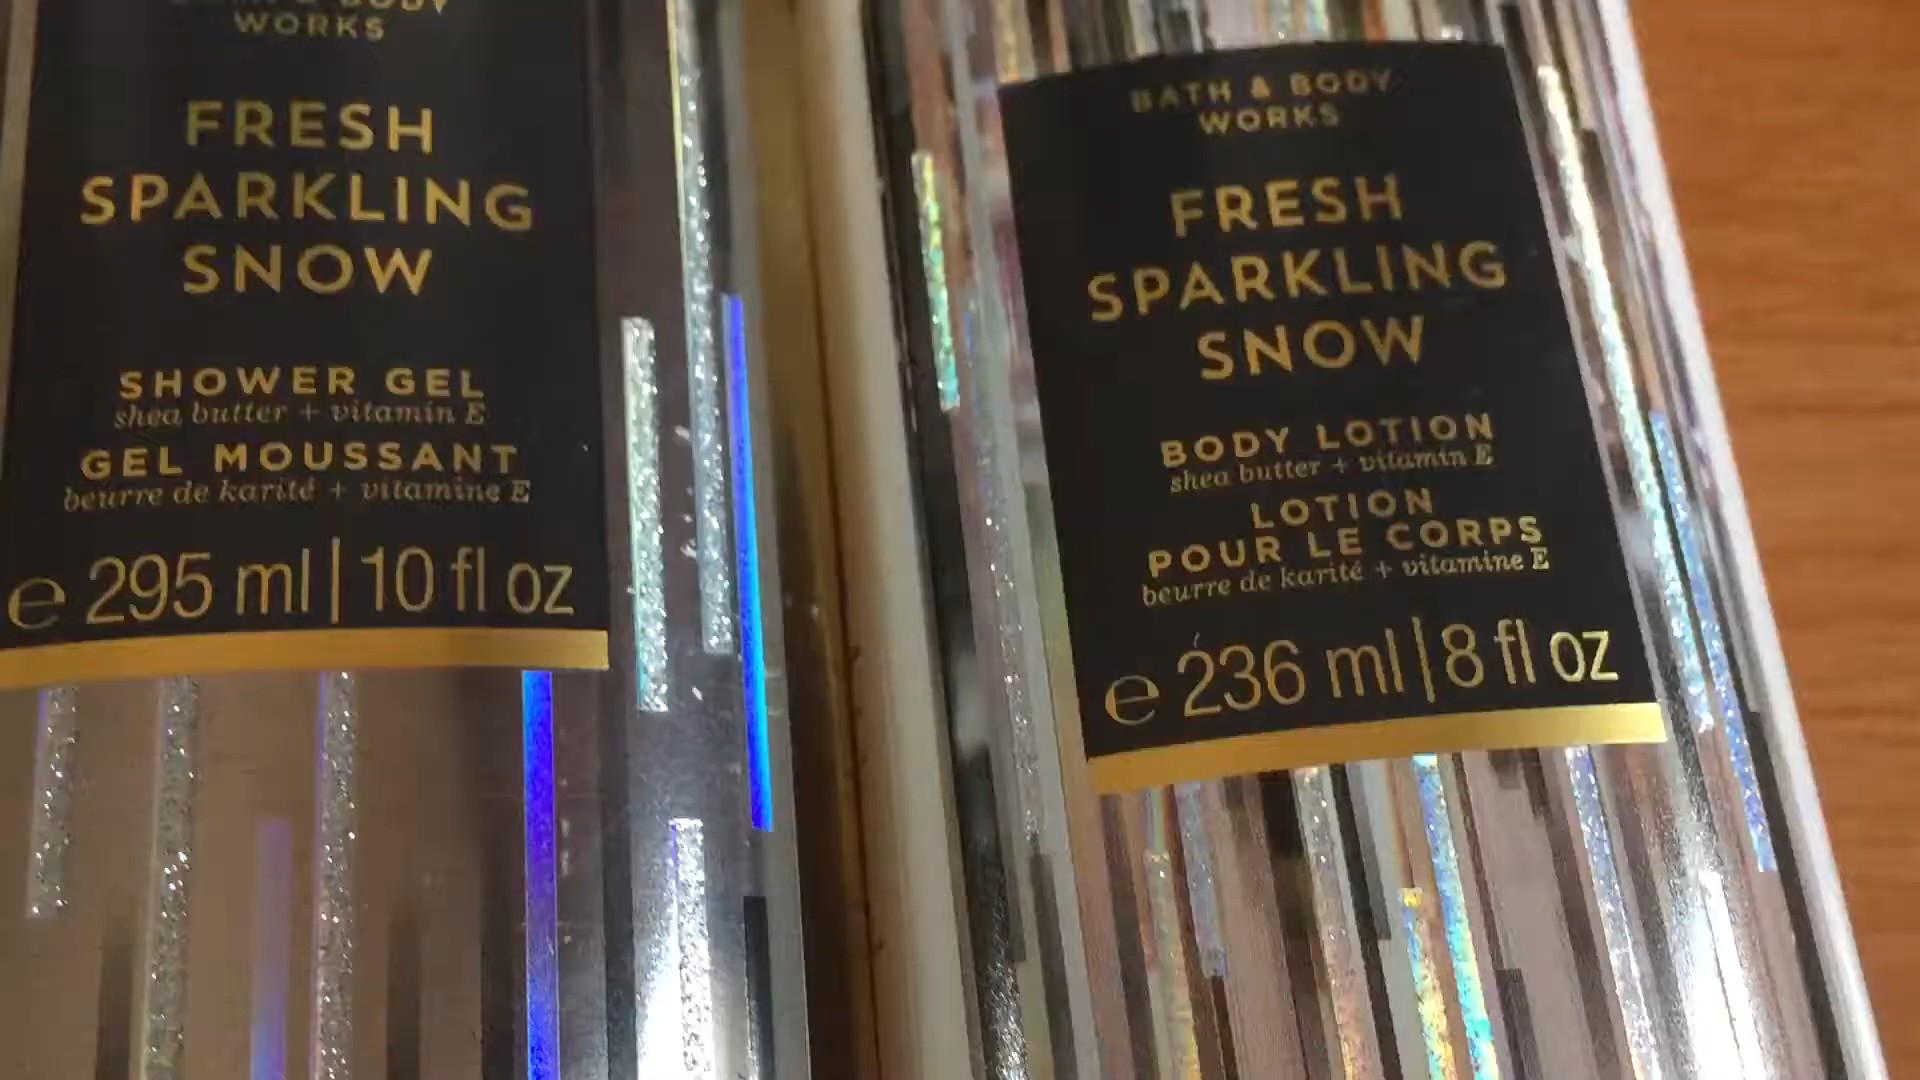 BATH & BODY
WORKS
FRESH
SPARKLING
SNOW
SHOWER GEL
shea butter + vitamin E
GEL MOUSSANT
beurre de karité + vitamine E
e 295 ml | 10 fl oz
BATH & BODY
WORKS
FRESH
SPARKLING
SNOW
BODY LOTION
shea butter + vitamin E
LOTION
POUR LE CORPS
beurre de karité + vitamine E
e 236 ml | 8 fl oz